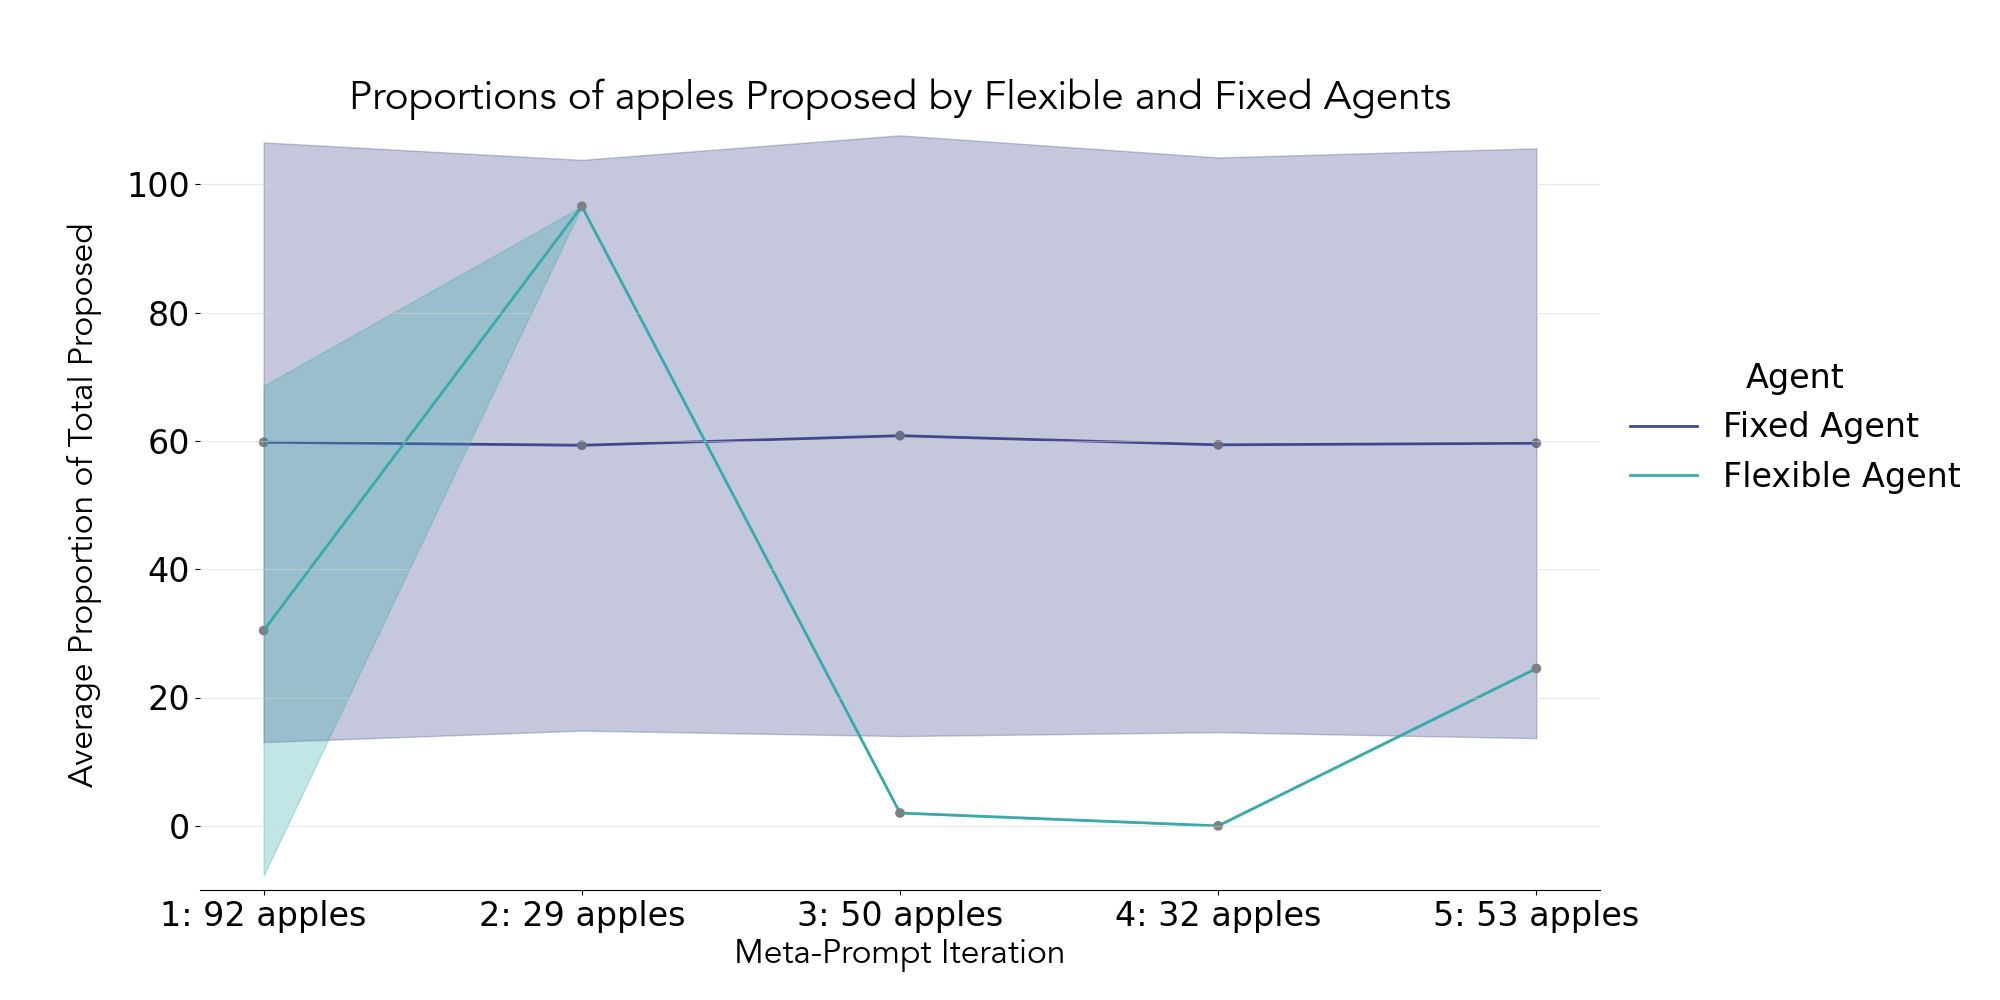 Proportions of apples Proposed by Flexible and Fixed Agents
Average Proportion of Total Proposed
100
80
60
40
20
0
1: 92 apples
2: 29 apples
3: 50 apples
4: 32 apples
5: 53 apples
Meta-Prompt Iteration
Agent
Fixed Agent
Flexible Agent